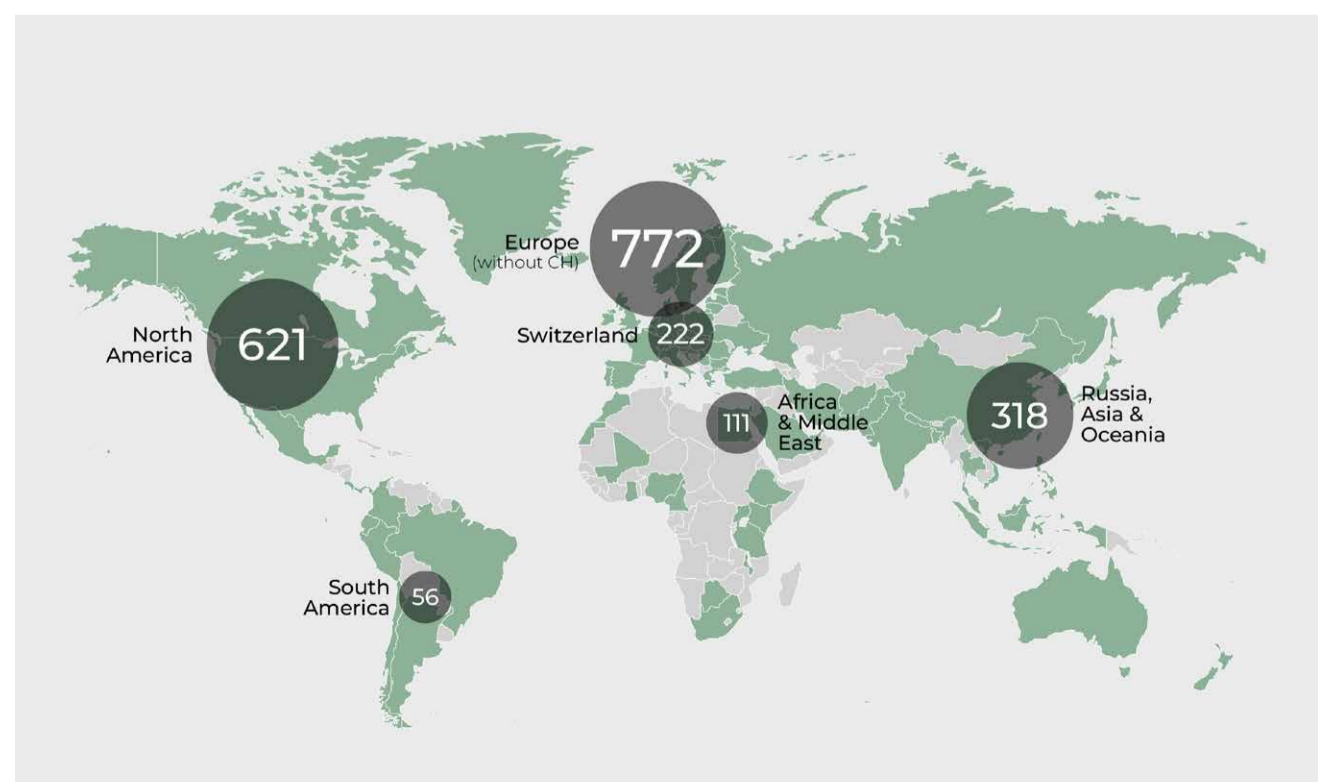 Europe
(without CH)
772
North
America
621
Switzerland
222
Africa
& Middle
East
111
Russia,
Asia &
Oceania
318
South
America
56